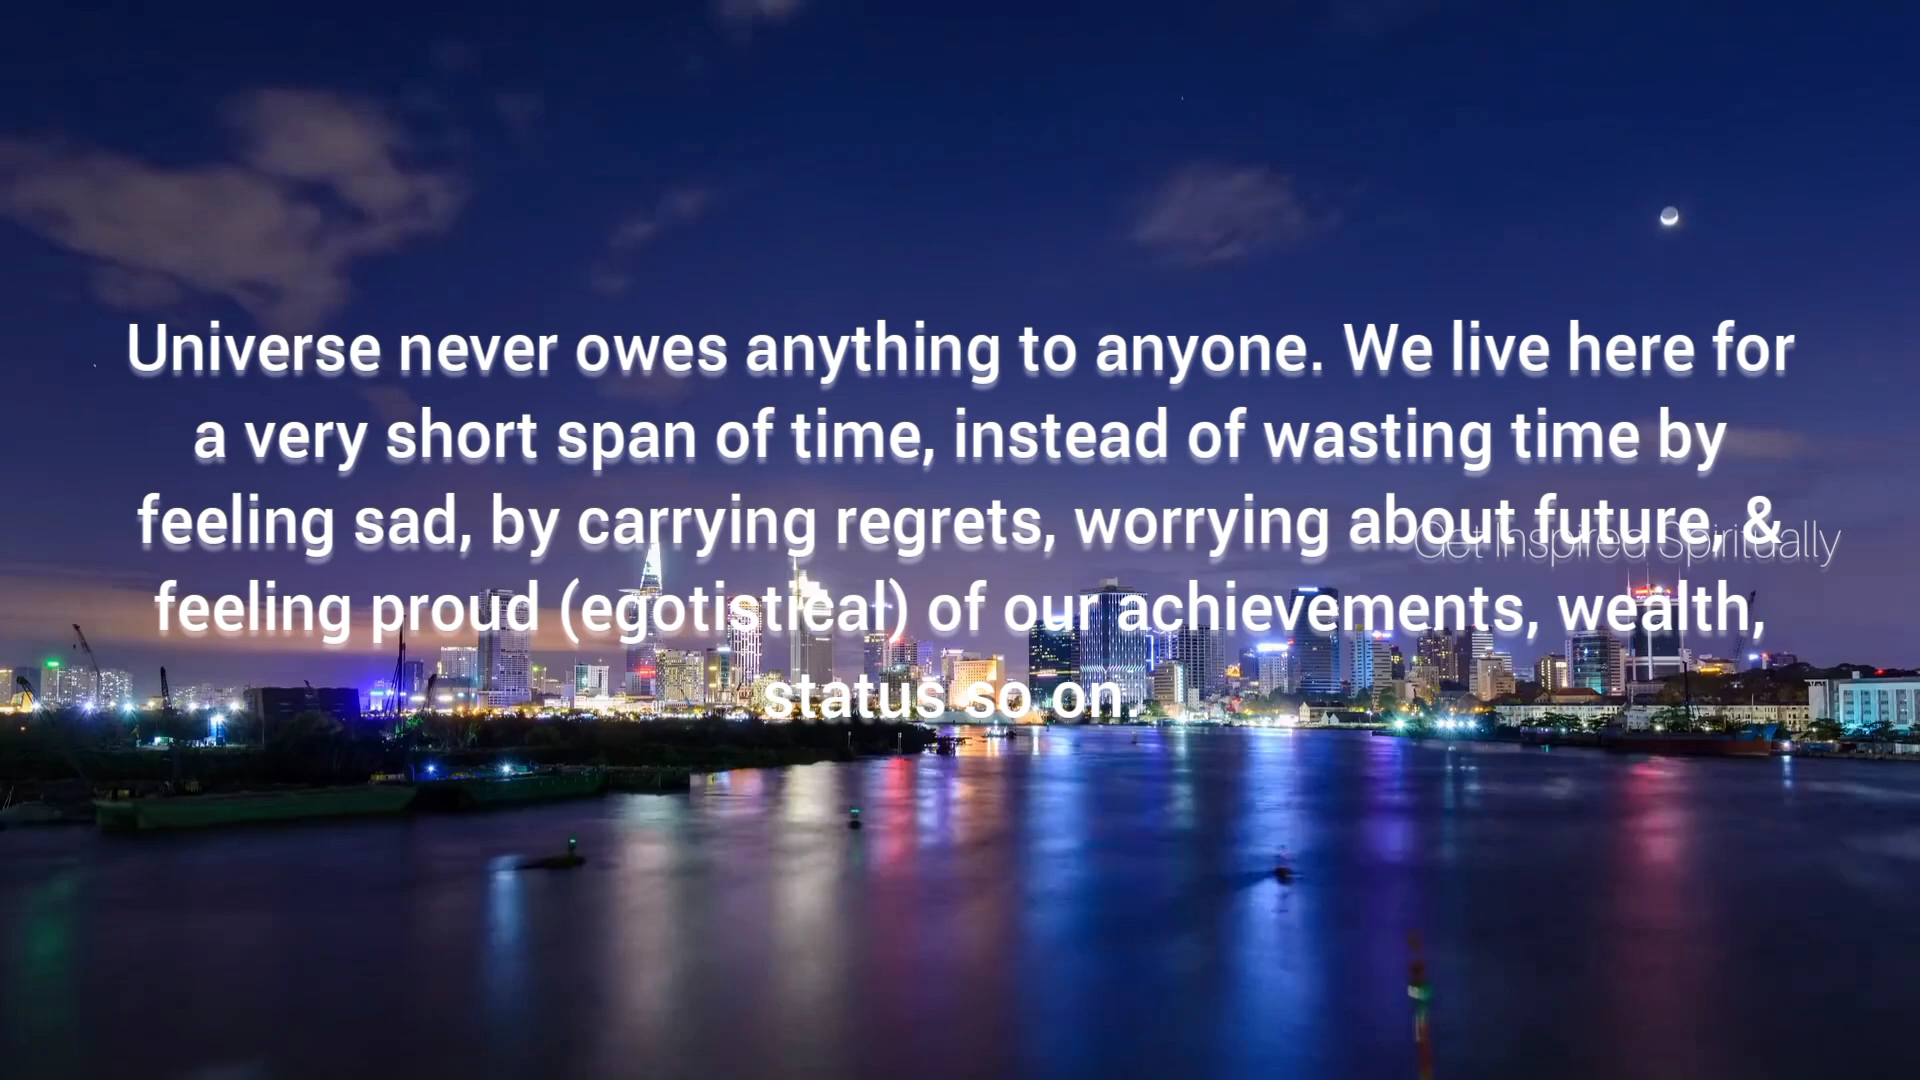 Universe never owes anything to anyone. We live here for
a very short span of time, instead of wasting time by
feeling sad, by carrying regrets, worrying about future, &
Get Inspired Spiritually
feeling proud (egotistical) of our achievements, wealth,
status so on.